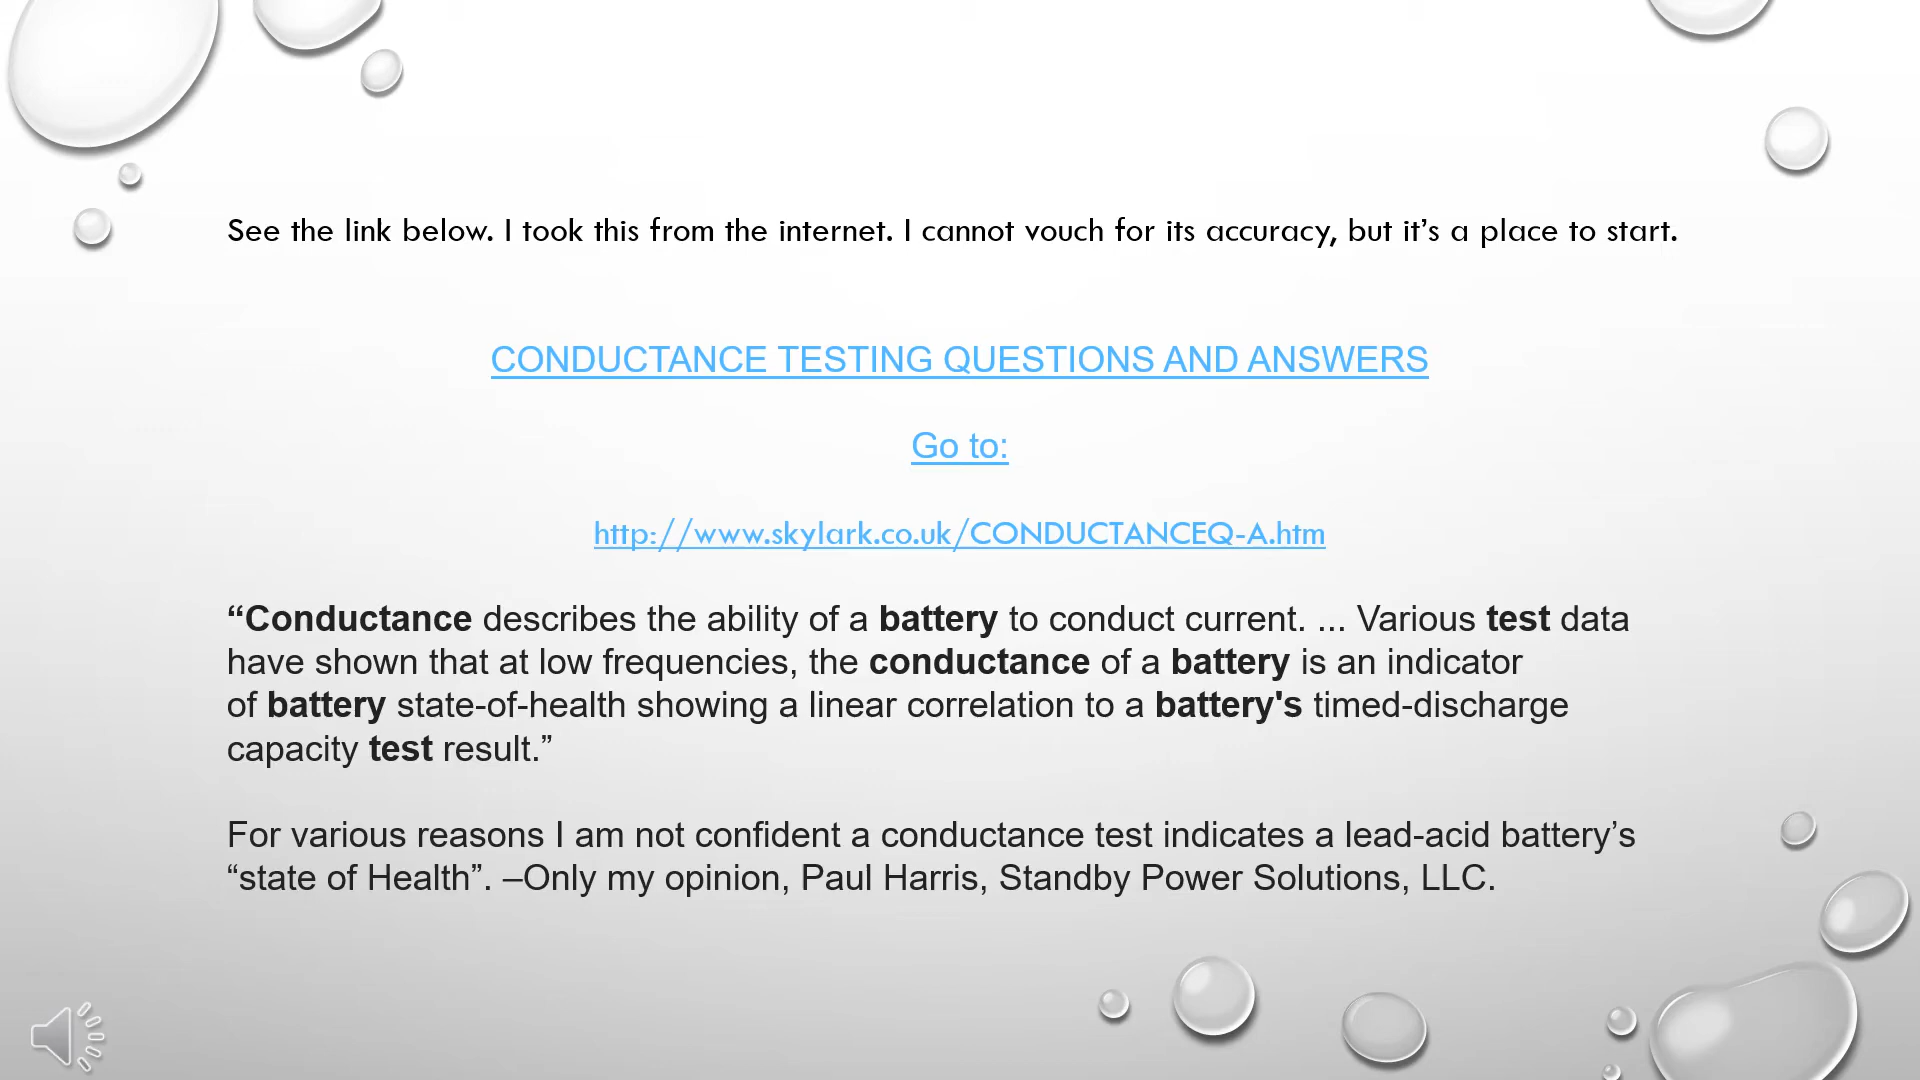 See the link below. I took this from the internet. I cannot vouch for its accuracy, but it’s a place to start.
CONDUCTANCE TESTING QUESTIONS AND ANSWERS
Go to:
http://www.skylark.co.uk/CONDUCTANCEQ-A.htm
“Conductance describes the ability of a battery to conduct current. ... Various test data
have shown that at low frequencies, the conductance of a battery is an indicator
of battery state-of-health showing a linear correlation to a battery's timed-discharge
capacity test result.”
For various reasons I am not confident a conductance test indicates a lead-acid battery’s
“state of Health”. –Only my opinion, Paul Harris, Standby Power Solutions, LLC.